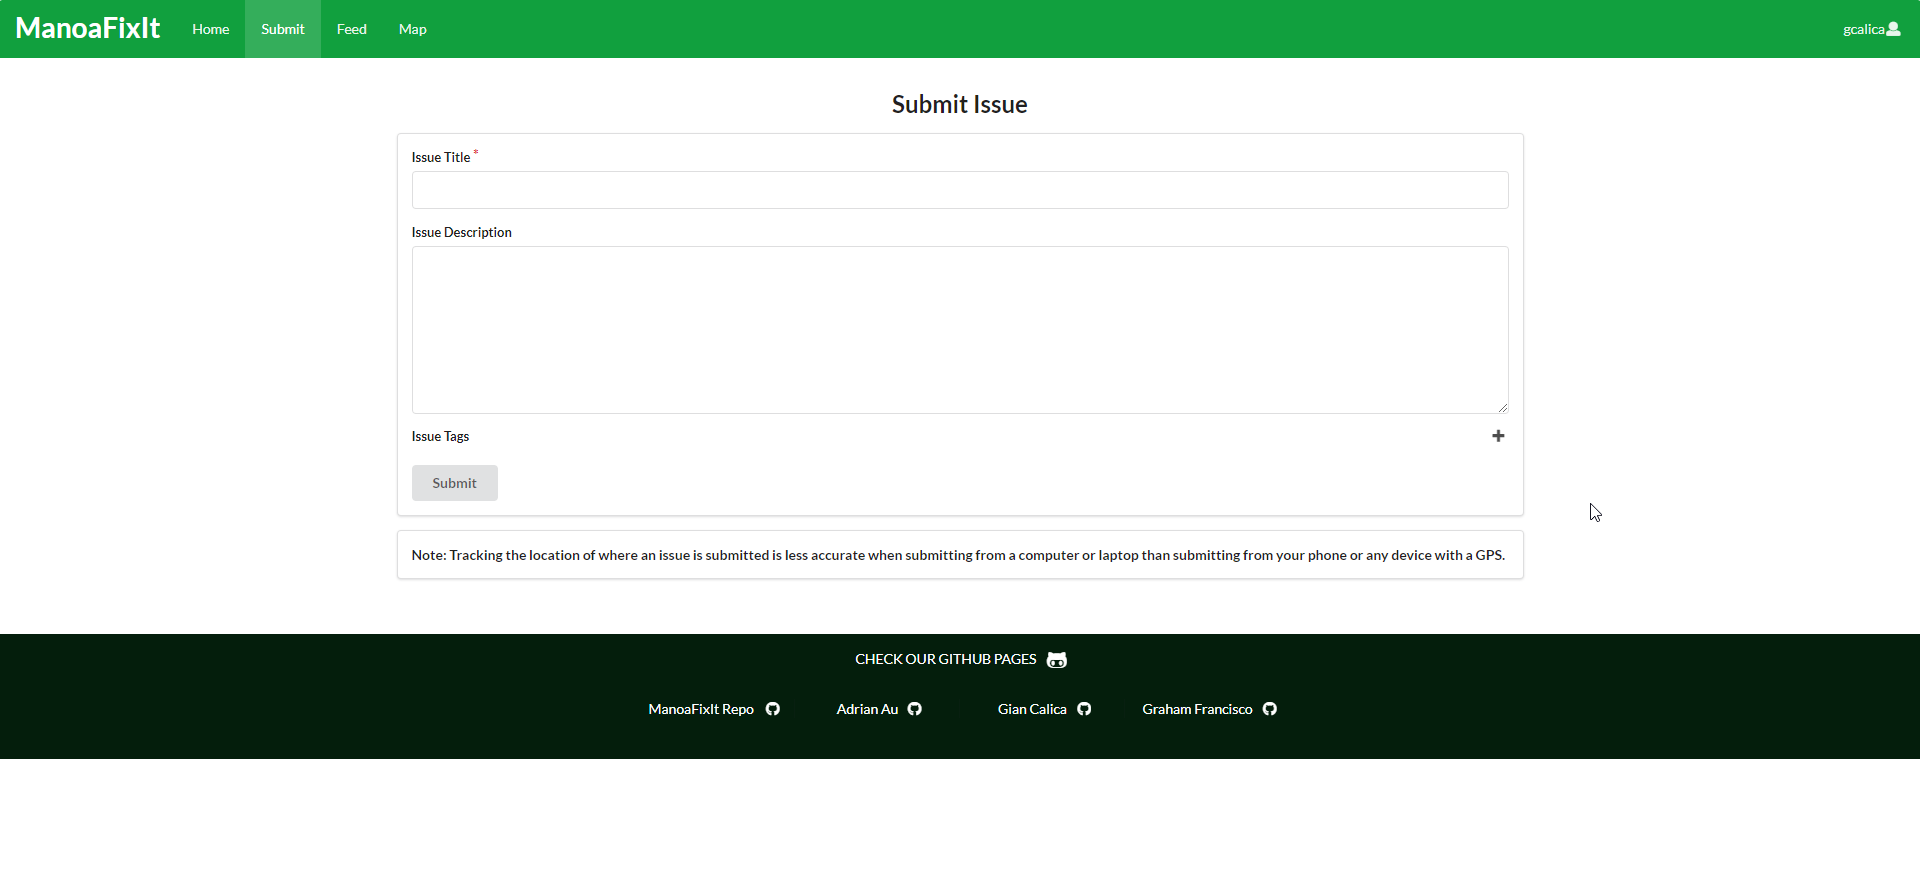 ManoaFixIt Home Submit Feed Map gcalica
Submit Issue
Issue Title *
Issue Description
Issue Tags
Submit
Note: Tracking the location of where an issue is submitted is less accurate when submitting from a computer or laptop than submitting from your phone or any device with a GPS.
CHECK OUR GITHUB PAGES
ManoaFixIt Repo Adrian Au Gian Calica Graham Francisco